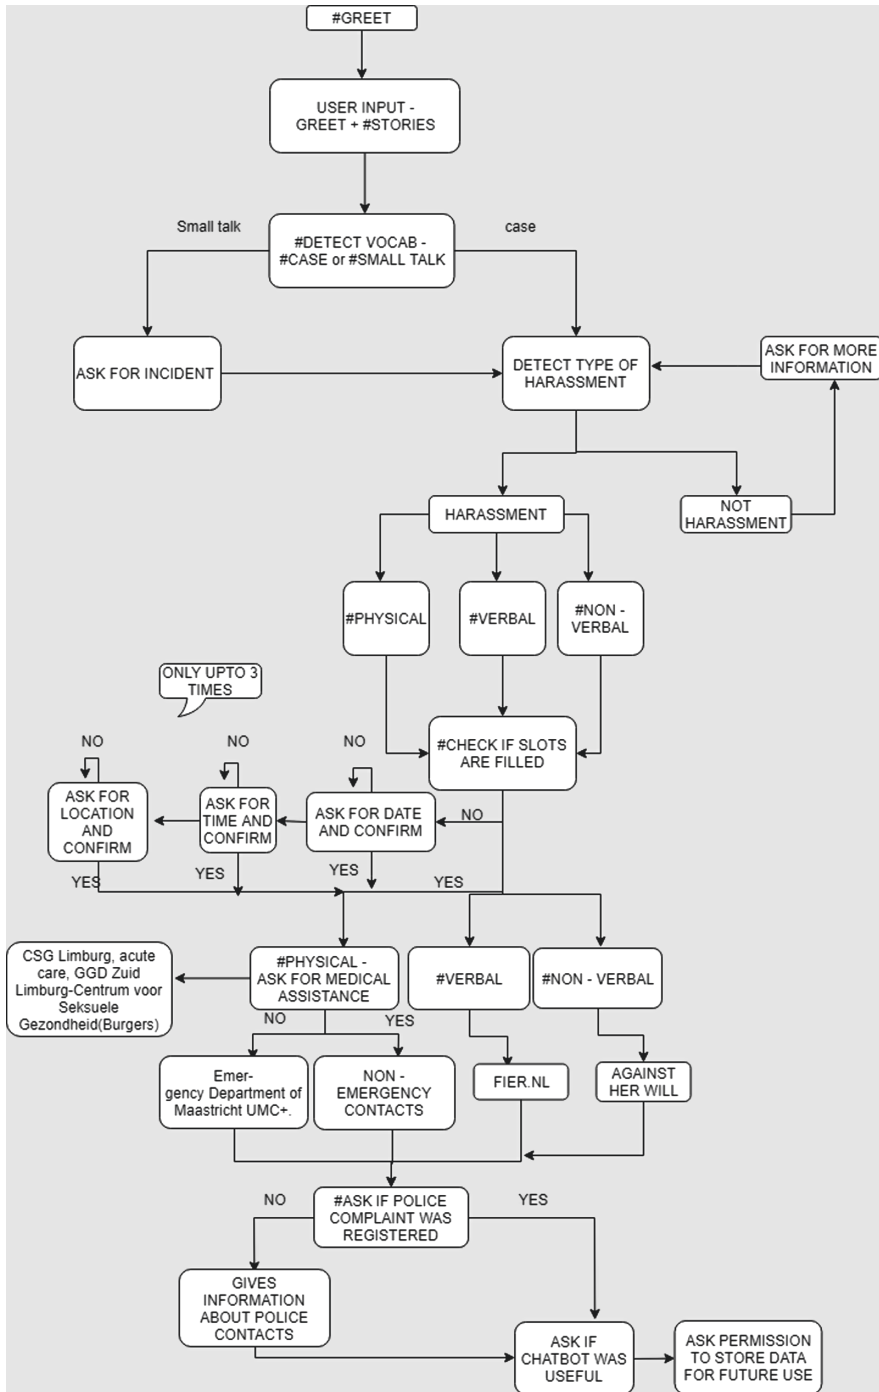 #GREET
USER INPUT -
GREET + #STORIES
Small talk
case
#DETECT VOCAB -
#CASE or #SMALL TALK
ASK FOR INCIDENT
DETECT TYPE OF
HARASSMENT
ASK FOR MORE
INFORMATION
HARASSMENT
NOT
HARASSMENT
#PHYSICAL
#VERBAL
#NON -
VERBAL
ONLY UPTO 3
TIMES
#CHECK IF SLOTS
ARE FILLED
NO
NO
NO
ASK FOR
LOCATION
AND
CONFIRM
ASK FOR
TIME AND
CONFIRM
ASK FOR DATE
AND CONFIRM
NO
YES
YES
YES
YES
CSG Limburg, acute
care, GGD Zuid
Limburg-Centrum voor
Seksuele
Gezondheid(Burgers)
#PHYSICAL -
ASK FOR MEDICAL
ASSISTANCE
#VERBAL
#NON - VERBAL
NO
YES
Emer-
gency Department of
Maastricht UMC+.
NON -
EMERGENCY
CONTACTS
FIER.NL
AGAINST
HER WILL
NO
#ASK IF POLICE
COMPLAINT WAS
REGISTERED
YES
GIVES
INFORMATION
ABOUT POLICE
CONTACTS
ASK IF
CHATBOT WAS
USEFUL
ASK PERMISSION
TO STORE DATA
FOR FUTURE USE